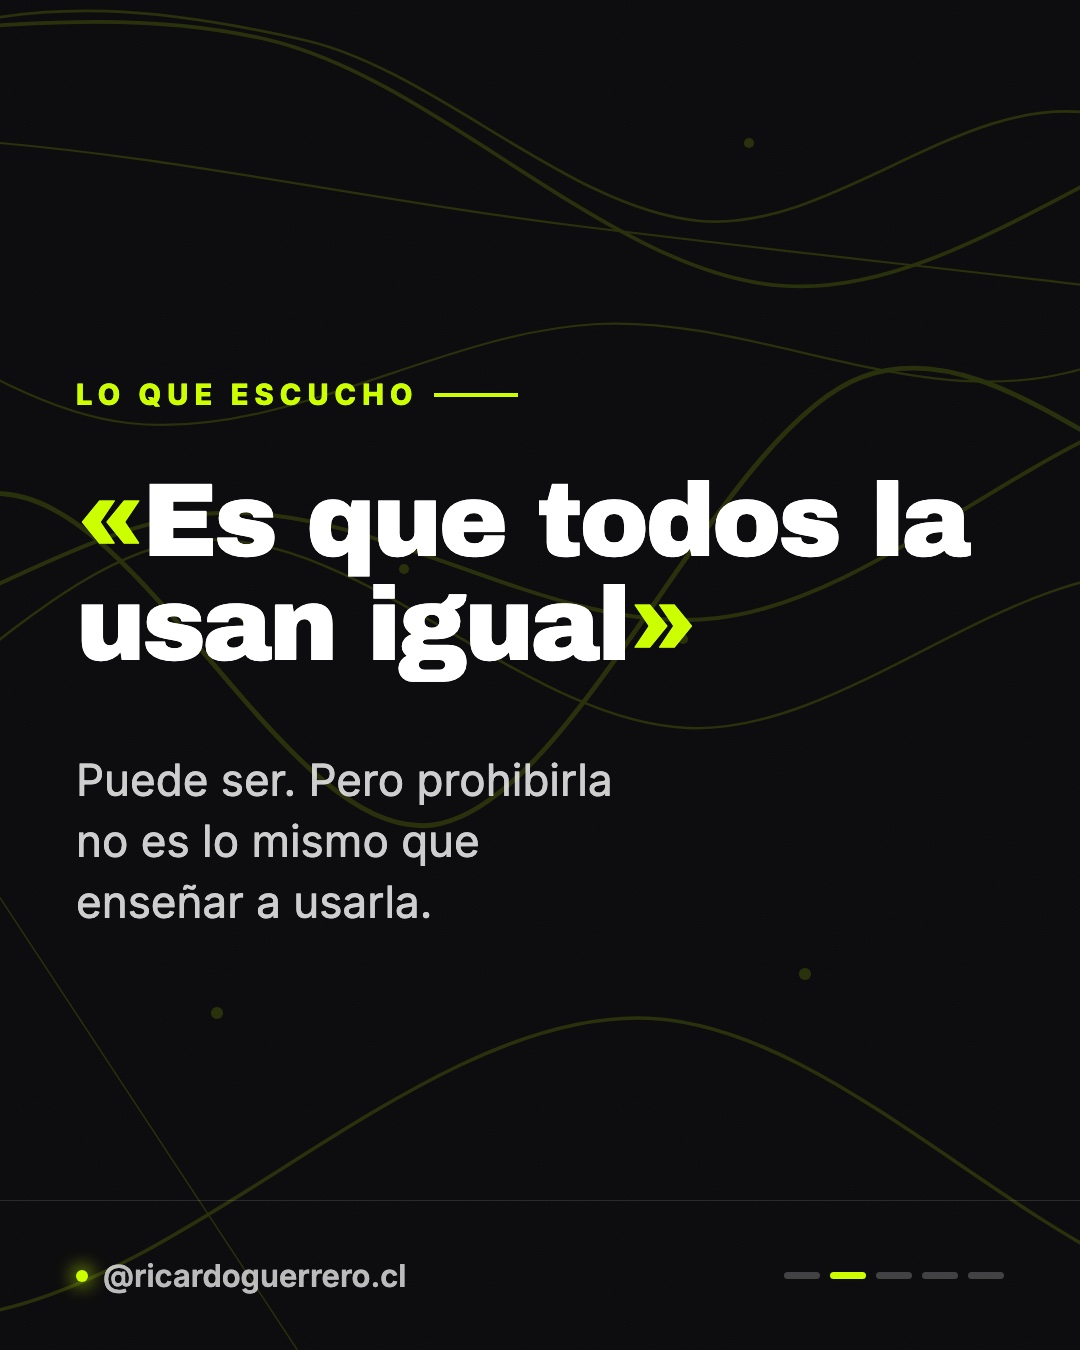 LO QUE ESCUCHO
«Es que todos la
usan igual»
Puede ser. Pero prohibirla
no es lo mismo que
enseñar a usarla.
@ricardoguerrero.cl